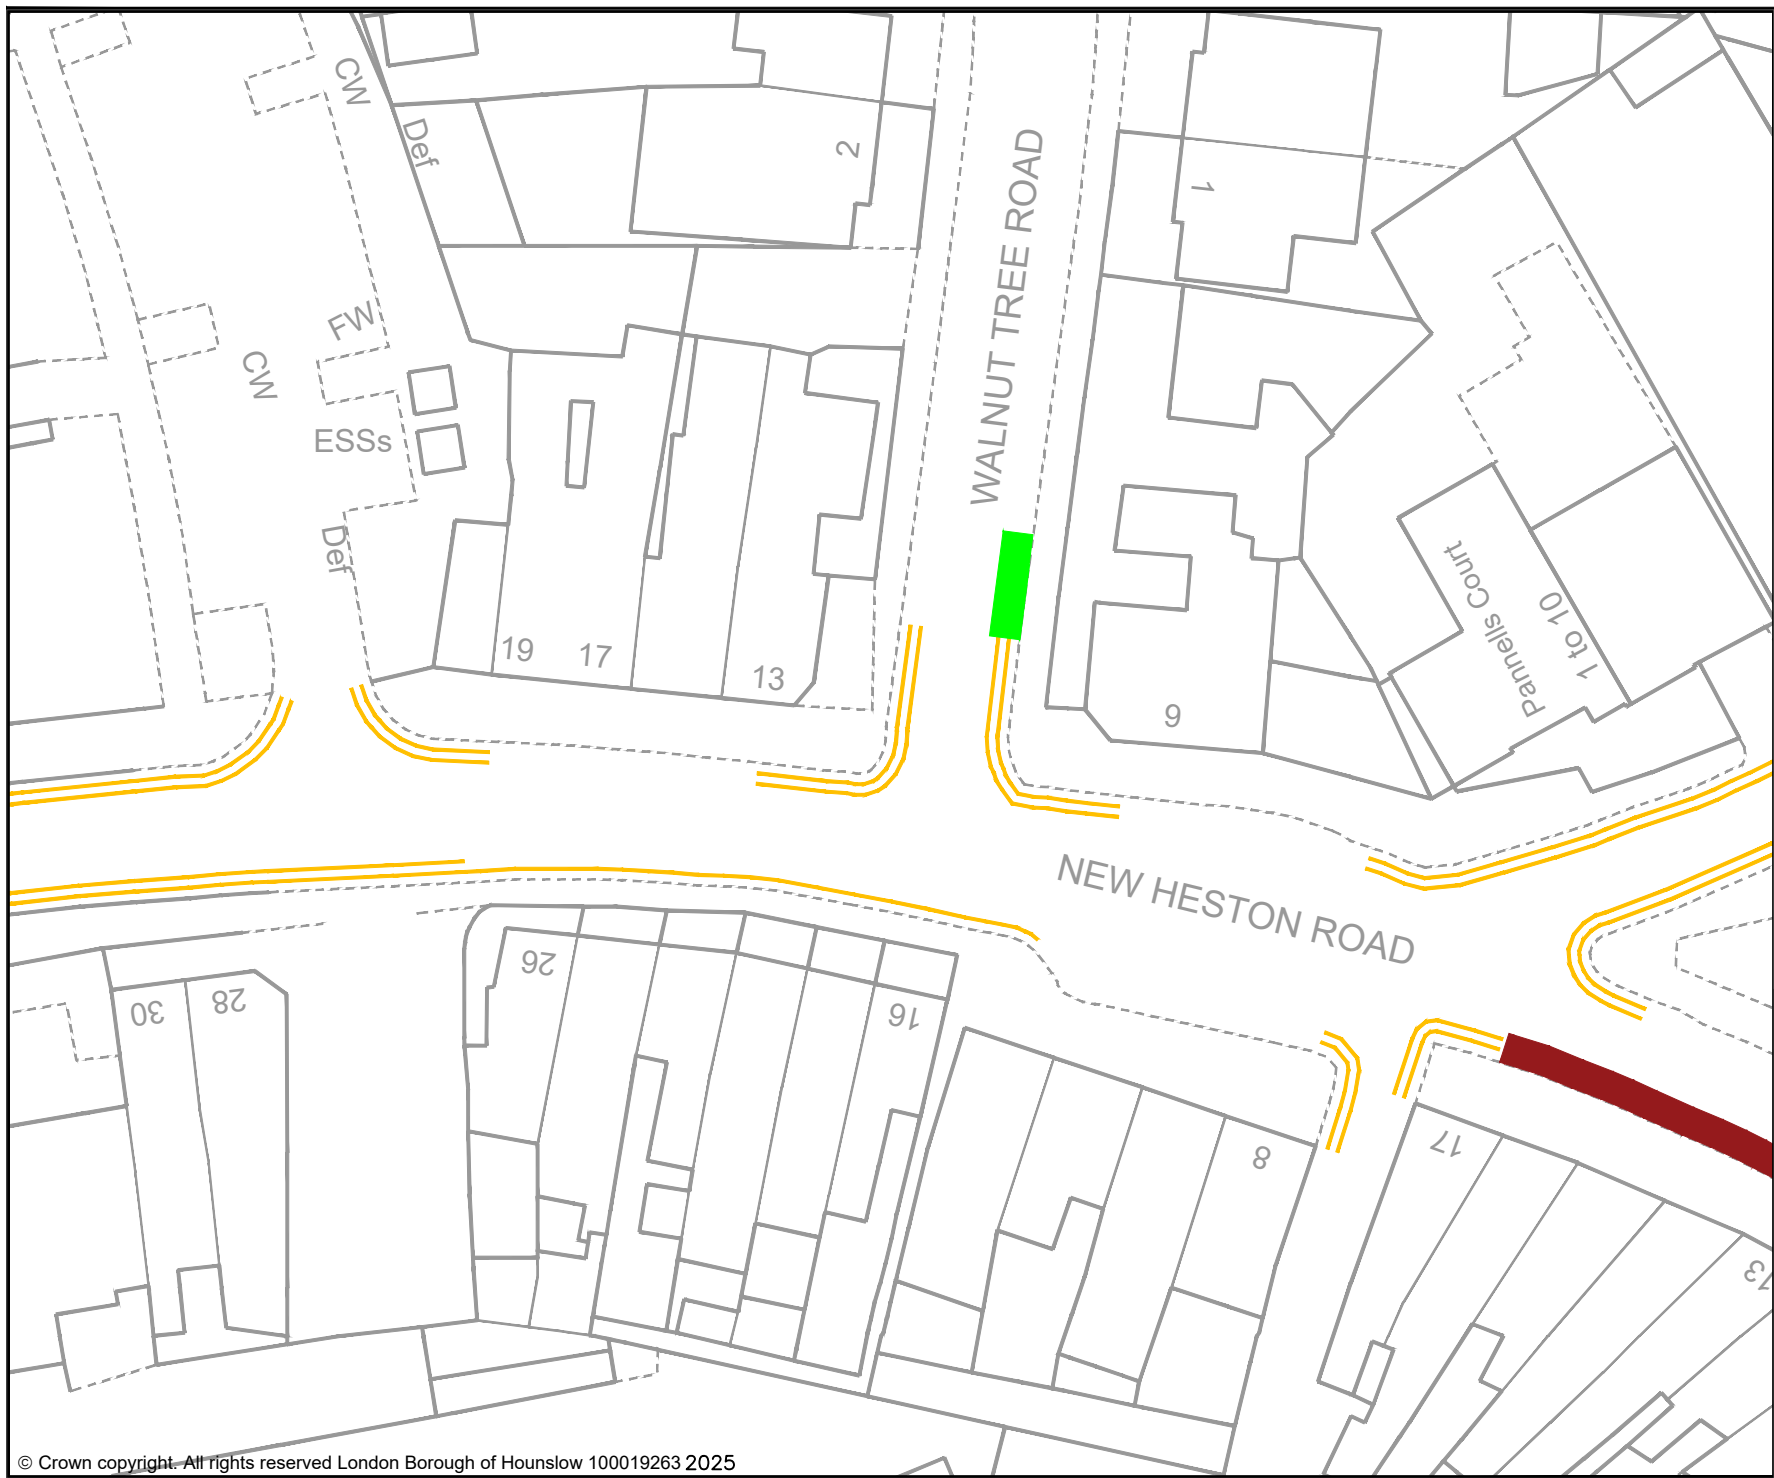 CW
Def
2
WALNUT TREE ROAD
1
FW
CW
ESSs
Def
Pannells Court
1 to 10
19
17
13
9
NEW HESTON ROAD
26
16
30
28
8
17
13
© Crown copyright. All rights reserved London Borough of Hounslow 100019263 2025